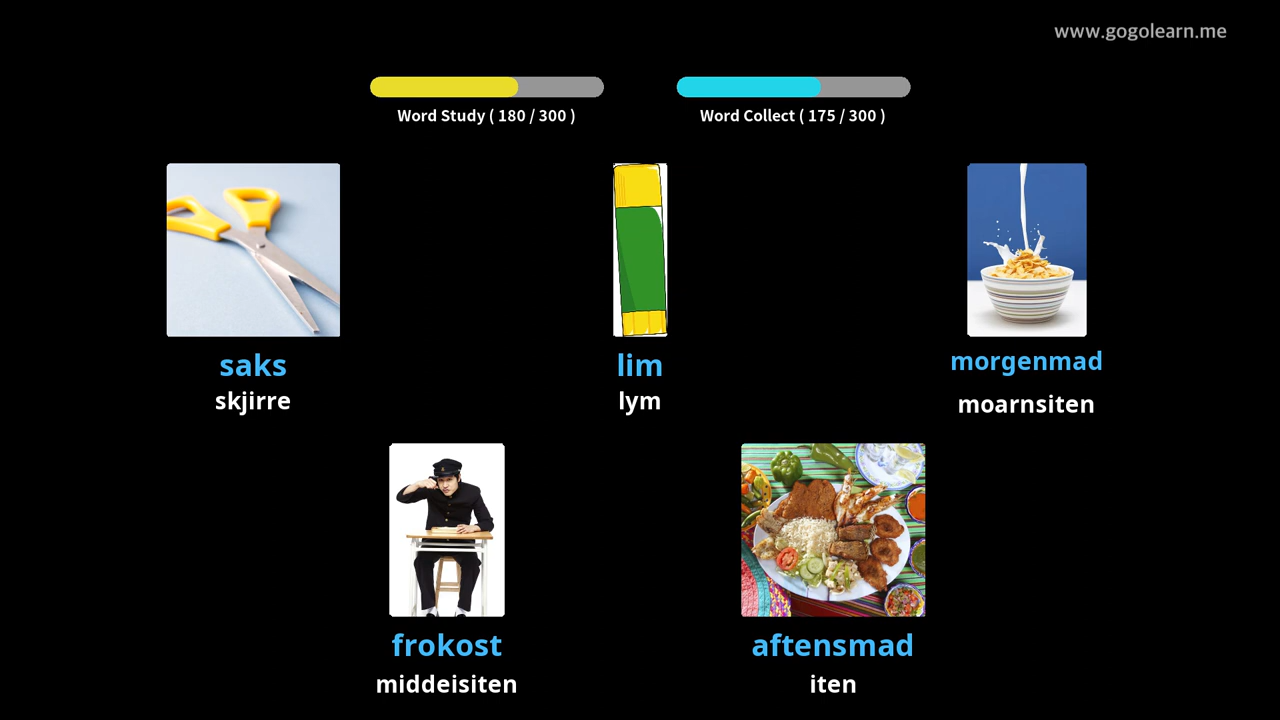 www.gogolearn.me
Word Study ( 180 / 300 )
Word Collect ( 175 / 300 )
saks
skjirre
lim
lym
morgenmad
moarnsiten
frokost
middeisiten
aftensmad
iten